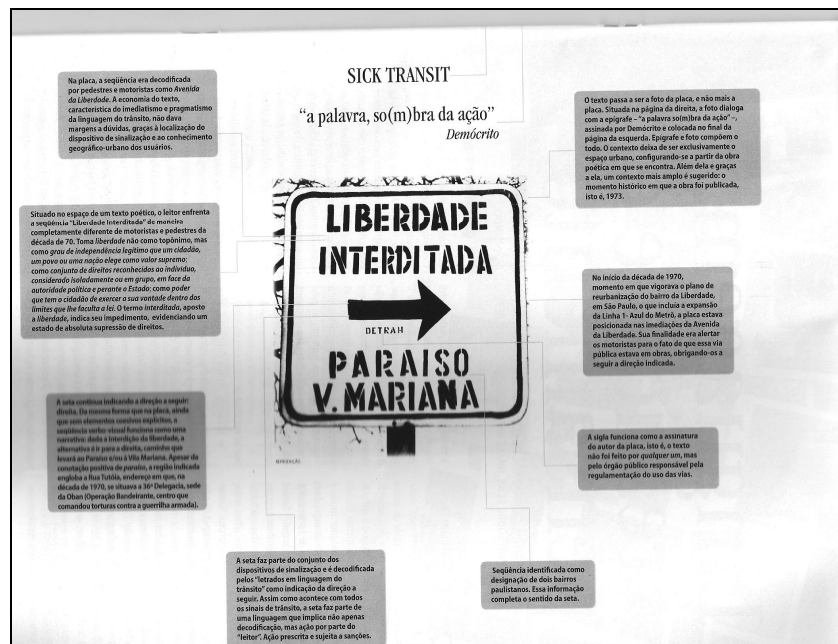 SICK TRANSIT
“a palavra, so(m)bra da ação”
Demócrito
Na placa, a seqüência era decodificada
por pedestres e motoristas como Avenida
da Liberdade. A economia do texto,
característica do imediatismo e pragmatismo
da linguagem do trânsito, não dava
margens a dúvidas, graças à localização do
dispositivo de sinalização e ao conhecimento
geográfico-urbano dos usuários.
Situado no espaço de um texto poético, o leitor enfrenta
a seqüência "Liberdade Interditada" de maneira
completamente diferente de motoristas e pedestres da
década de 70. Toma liberdade não como topônimo, mas
como grau de independência legítimo que um cidadão,
um povo ou uma nação elege como valor supremo;
como conjunto de direitos reconhecidos ao indivíduo,
considerado isoladamente ou em grupo, em face da
autoridade política e perante o Estado; como poder
que tem o cidadão de exercer a sua vontade dentro dos
limites que lhe faculta a lei. O termo interditada, aposto
a liberdade, indica seu impedimento, evidenciando um
estado de absoluta supressão de direitos.
A seta continua indicando a direção a seguir:
direita. Da mesma forma que na placa, ainda
que sem elementos coesivos explícitos, a
seqüência verbo-visual funciona como uma
narrativa: dada a interdição da liberdade, a
alternativa é ir para a direita, caminho que
levará ao Paraíso e/ou à Vila Mariana. Apesar da
conotação positiva de paraíso, a região indicada
engloba a Rua Tutóia, endereço em que, na
década de 1970, se situava a 36ª Delegacia, sede
da Oban (Operação Bandeirante, centro que
comandou torturas contra a guerrilha armada).
LIBERDADE
INTERDITADA
DETRAH
PARAISO
V. MARIANA
REPRODUÇÃO
O texto passa a ser a foto da placa, e não mais a
placa. Situada na página da direita, a foto dialoga
com a epígrafe – “a palavra so(m)bra da ação” –,
assinada por Demócrito e colocada no final da
página da esquerda. Epígrafe e foto compõem o
todo. O contexto deixa de ser exclusivamente o
espaço urbano, configurando-se a partir da obra
poética em que se encontra. Além dela e graças
a ela, um contexto mais amplo é sugerido: o
momento histórico em que a obra foi publicada,
isto é, 1973.
No início da década de 1970,
momento em que vigorava o plano de
reurbanização do bairro da Liberdade,
em São Paulo, o que incluía a expansão
da Linha 1- Azul do Metrô, a placa estava
posicionada nas imediações da Avenida
da Liberdade. Sua finalidade era alertar
os motoristas para o fato de que essa via
pública estava em obras, obrigando-os a
seguir a direção indicada.
A sigla funciona como a assinatura
do autor da placa, isto é, o texto
não foi feito por qualquer um, mas
pelo órgão público responsável pela
regulamentação do uso das vias.
A seta faz parte do conjunto dos
dispositivos de sinalização e é decodificada
pelos "letrados em linguagem do
trânsito" como indicação da direção a
seguir. Assim como acontece com todos
os sinais de trânsito, a seta faz parte de
uma linguagem que implica não apenas
decodificação, mas ação por parte do
"leitor". Ação prescrita e sujeita a sanções.
Seqüência identificada como
designação de dois bairros
paulistanos. Essa informação
completa o sentido da seta.